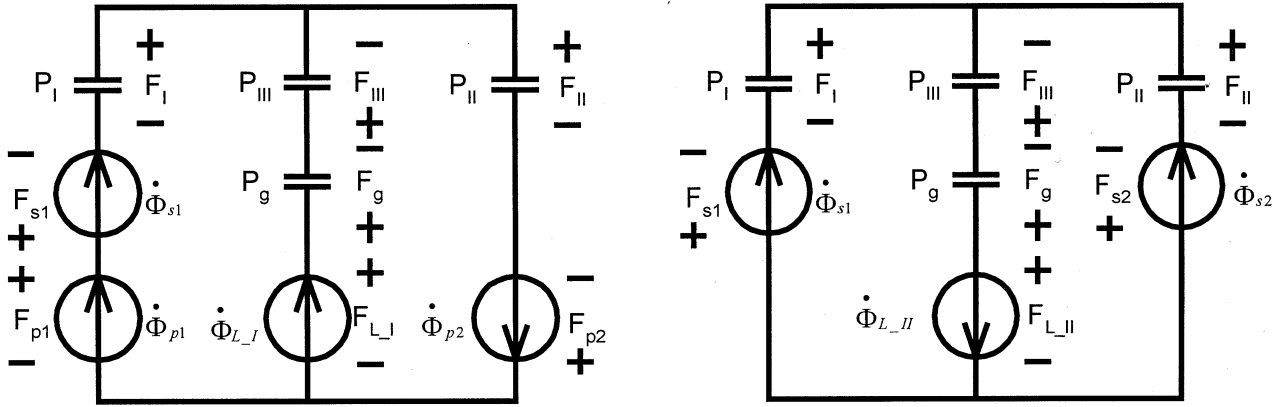 + − + + − +
P_I F_I P_III F_III P_II F_II P_I F_I P_III F_III P_II F_II
− + − − + −
− − − − −
F_s1 Φ̇_s1 P_g F_g F_s1 Φ̇_s1 P_g F_g F_s2 Φ̇_s2
+ + + + +
+ + − +
F_p1 Φ̇_p1 Φ̇_L_I F_L_I Φ̇_p2 F_p2 Φ̇_L_II F_L_II
− − + −